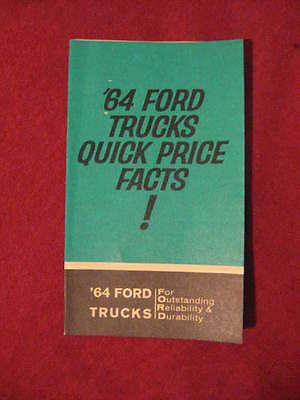 '64 FORD
TRUCKS
QUICK PRICE
FACTS
!
'64 FORD
TRUCKS
For
Outstanding
Reliability &
Durability